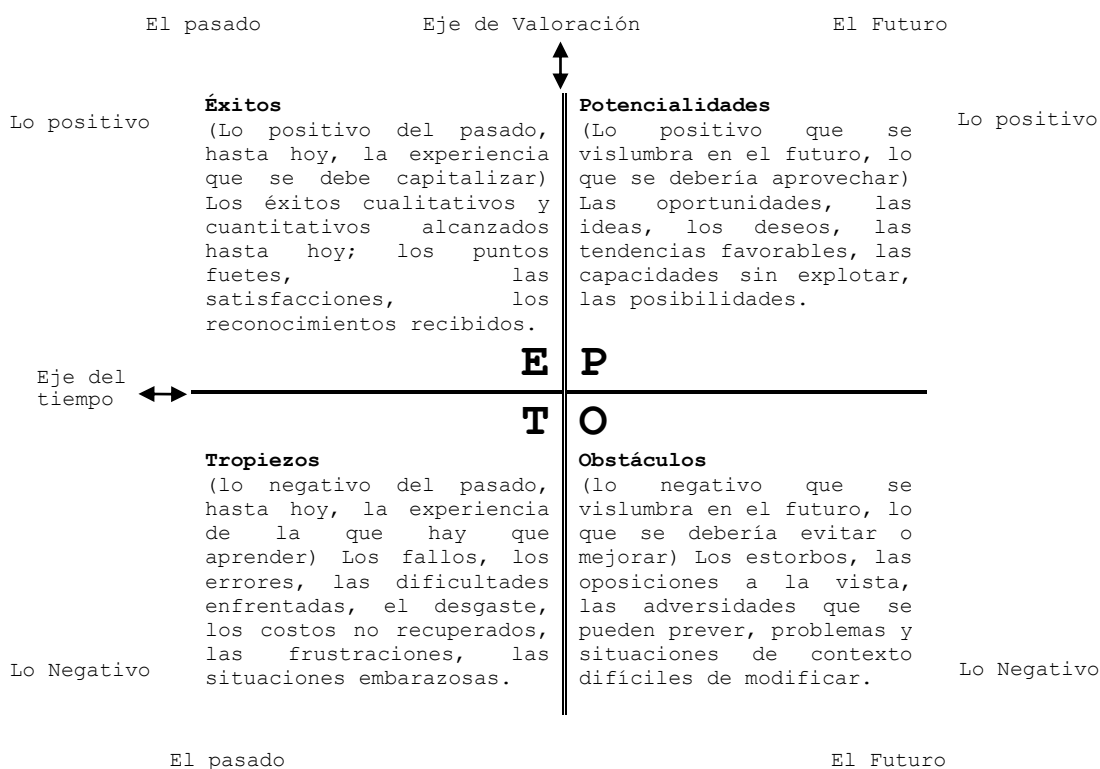 El pasado Eje de Valoración El Futuro
Lo positivo
Éxitos
(Lo positivo del pasado,
hasta hoy, la experiencia
que se debe capitalizar)
Los éxitos cualitativos y
cuantitativos alcanzados
hasta hoy; los puntos
fuetes, las
satisfacciones, los
reconocimientos recibidos.
Potencialidades
(Lo positivo que se
vislumbra en el futuro, lo
que se debería aprovechar)
Las oportunidades, las
ideas, los deseos, las
tendencias favorables, las
capacidades sin explotar,
las posibilidades.
Lo positivo
E P
Eje del
tiempo
T O
Tropiezos
(lo negativo del pasado,
hasta hoy, la experiencia
de la que hay que
aprender) Los fallos, los
errores, las dificultades
enfrentadas, el desgaste,
los costos no recuperados,
las frustraciones, las
situaciones embarazosas.
Lo Negativo
Obstáculos
(lo negativo que se
vislumbra en el futuro, lo
que se debería evitar o
mejorar) Los estorbos, las
oposiciones a la vista,
las adversidades que se
pueden prever, problemas y
situaciones de contexto
difíciles de modificar.
Lo Negativo
El pasado El Futuro